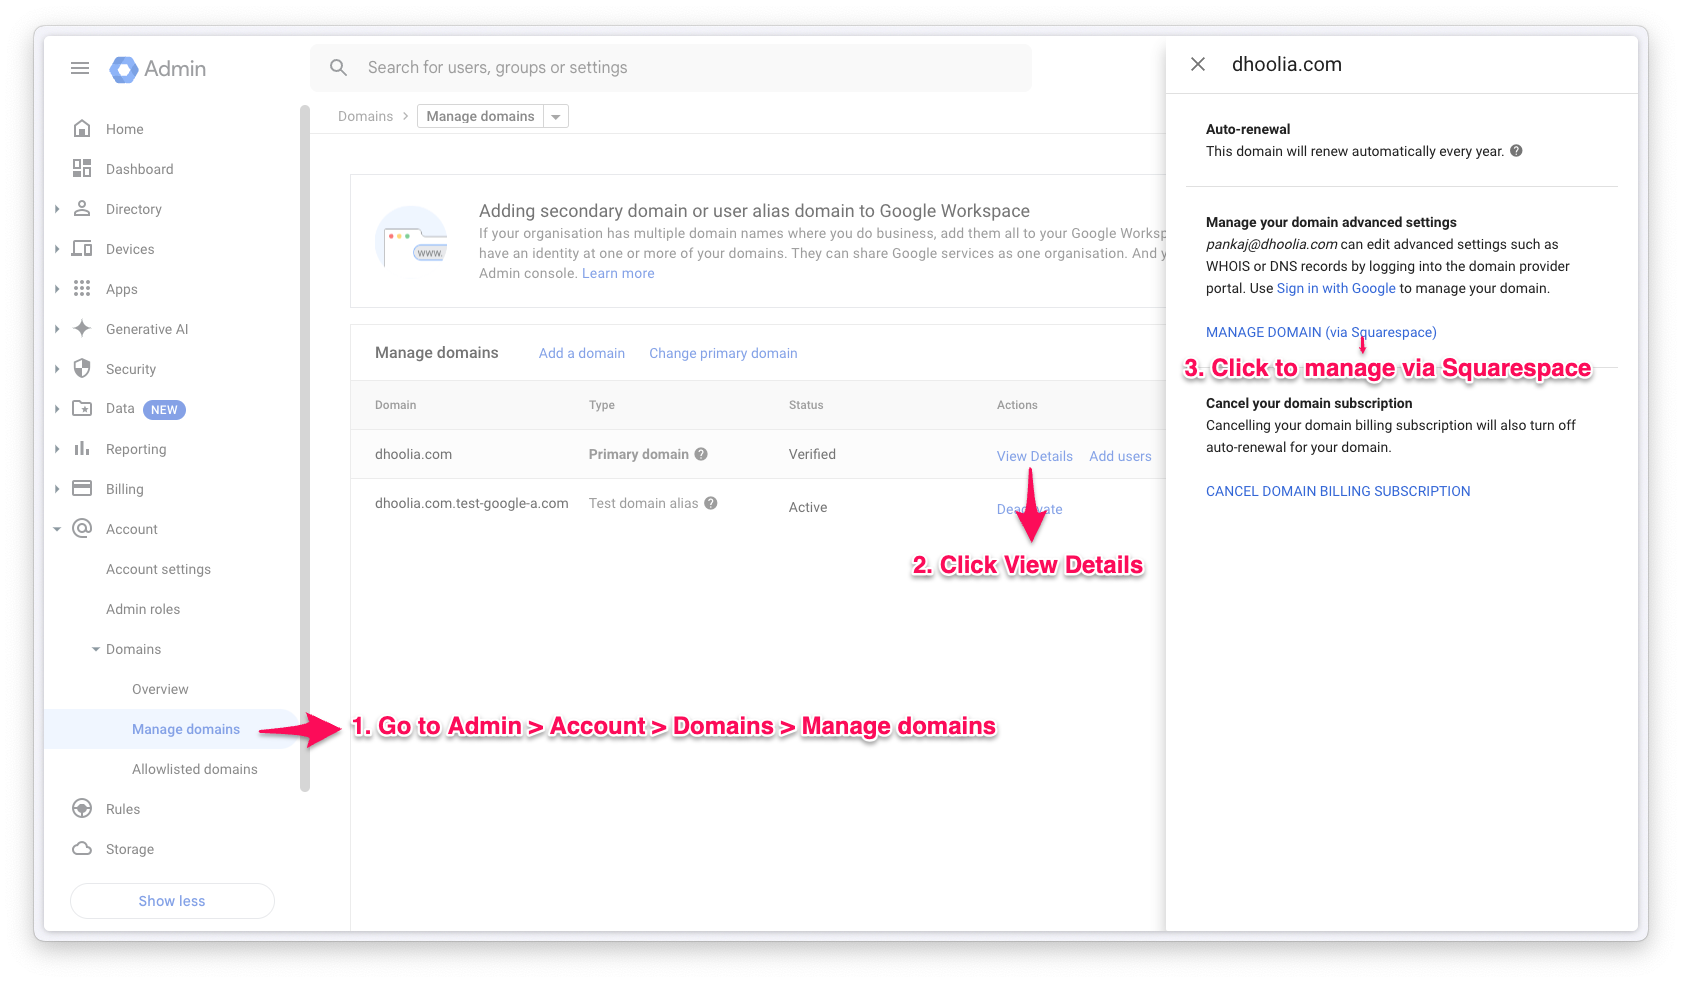 Admin
Search for users, groups or settings
Home
Dashboard
Directory
Devices
Apps
Generative AI
Security
Data NEW
Reporting
Billing
Account
Account settings
Admin roles
Domains
Overview
Manage domains
Allowlisted domains
Rules
Storage
Show less
Domains > Manage domains
www.
Adding secondary domain or user alias domain to Google Workspace
If your organisation has multiple domain names where you do business, add them all to your Google Worksp
have an identity at one or more of your domains. They can share Google services as one organisation. And y
Admin console. Learn more
Manage domains Add a domain Change primary domain
Domain Type Status Actions
dhoolia.com Primary domain Verified View Details Add users
dhoolia.com.test-google-a.com Test domain alias Active Deactivate
2. Click View Details
1. Go to Admin > Account > Domains > Manage domains
dhoolia.com
Auto-renewal
This domain will renew automatically every year.
Manage your domain advanced settings
pankaj@dhoolia.com can edit advanced settings such as
WHOIS or DNS records by logging into the domain provider
portal. Use Sign in with Google to manage your domain.
MANAGE DOMAIN (via Squarespace)
3. Click to manage via Squarespace
Cancel your domain subscription
Cancelling your domain billing subscription will also turn off
auto-renewal for your domain.
CANCEL DOMAIN BILLING SUBSCRIPTION